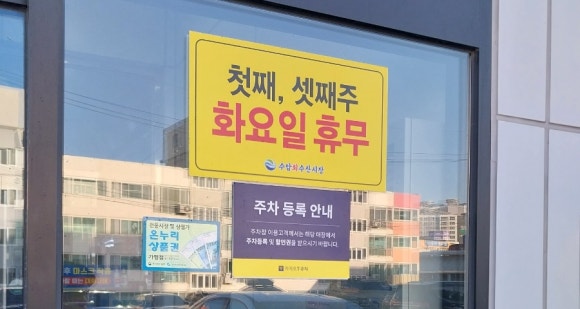 첫째, 셋째주
화요일 휴무
수담회수산시장
주차 등록 안내
주차장 이용고객께서는 해당 매장에서
주차등록 및 할인권을 받으시기 바랍니다.
온누리
상품권
가맹점